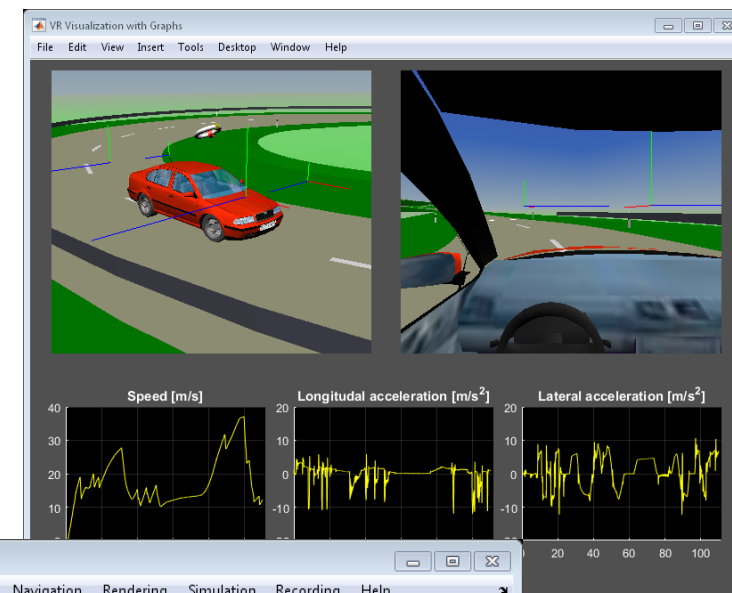 VR Visualization with Graphs
File Edit View Insert Tools Desktop Window Help
Speed [m/s] Longitudal acceleration [m/s²] Lateral acceleration [m/s²]
40 20 20
30 10 10
20 0 0
10 -10 -10
20 40 60 80 100
Navigation Rendering Simulation Recording Help